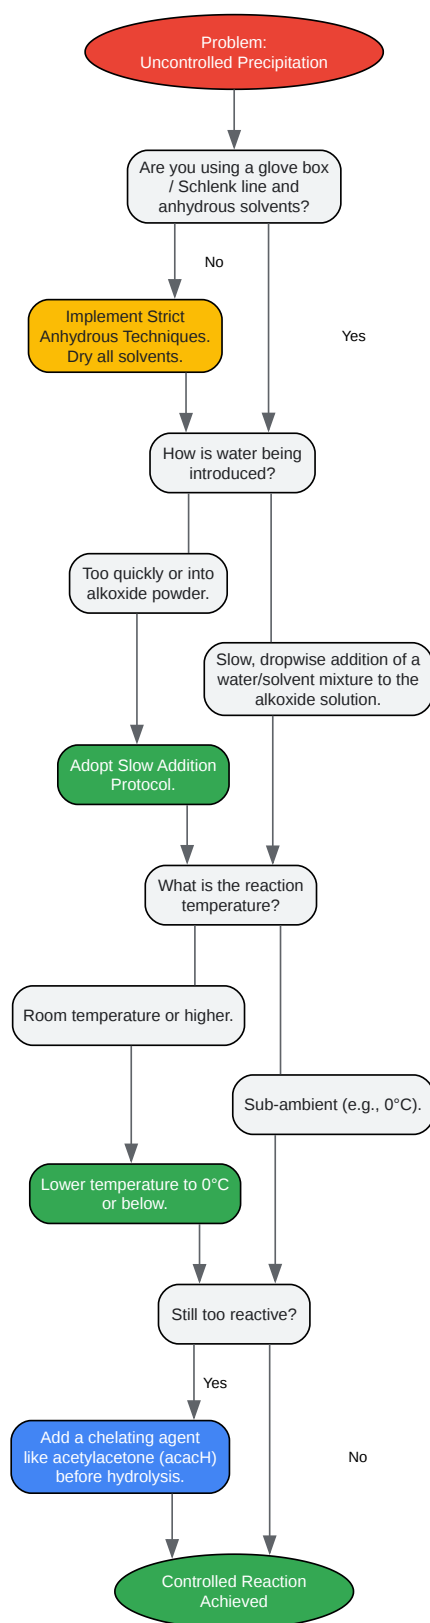 Problem:
Uncontrolled Precipitation
Are you using a glove box
/ Schlenk line and
anhydrous solvents?
No
Implement Strict
Anhydrous Techniques.
Dry all solvents.
Yes
How is water being
introduced?
Too quickly or into
alkoxide powder.
Slow, dropwise addition of a
water/solvent mixture to the
alkoxide solution.
Adopt Slow Addition
Protocol.
What is the reaction
temperature?
Room temperature or higher.
Sub-ambient (e.g., 0°C).
Lower temperature to 0°C
or below.
Still too reactive?
Yes
Add a chelating agent
like acetylacetone (acacH)
before hydrolysis.
No
Controlled Reaction
Achieved